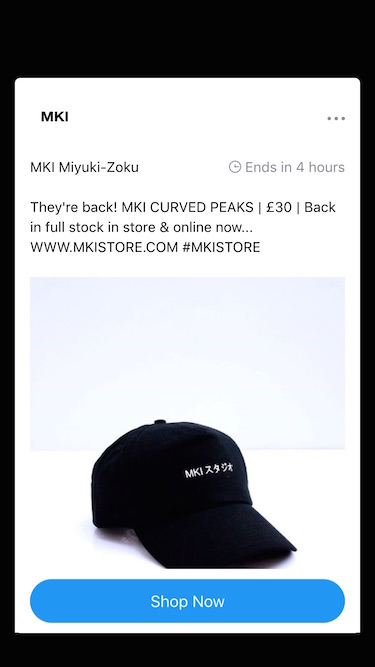 MKI
MKI Miyuki-Zoku
Ends in 4 hours
They're back! MKI CURVED PEAKS | £30 | Back
in full stock in store & online now...
WWW.MKISTORE.COM #MKISTORE
MKI スタジオ
Shop Now